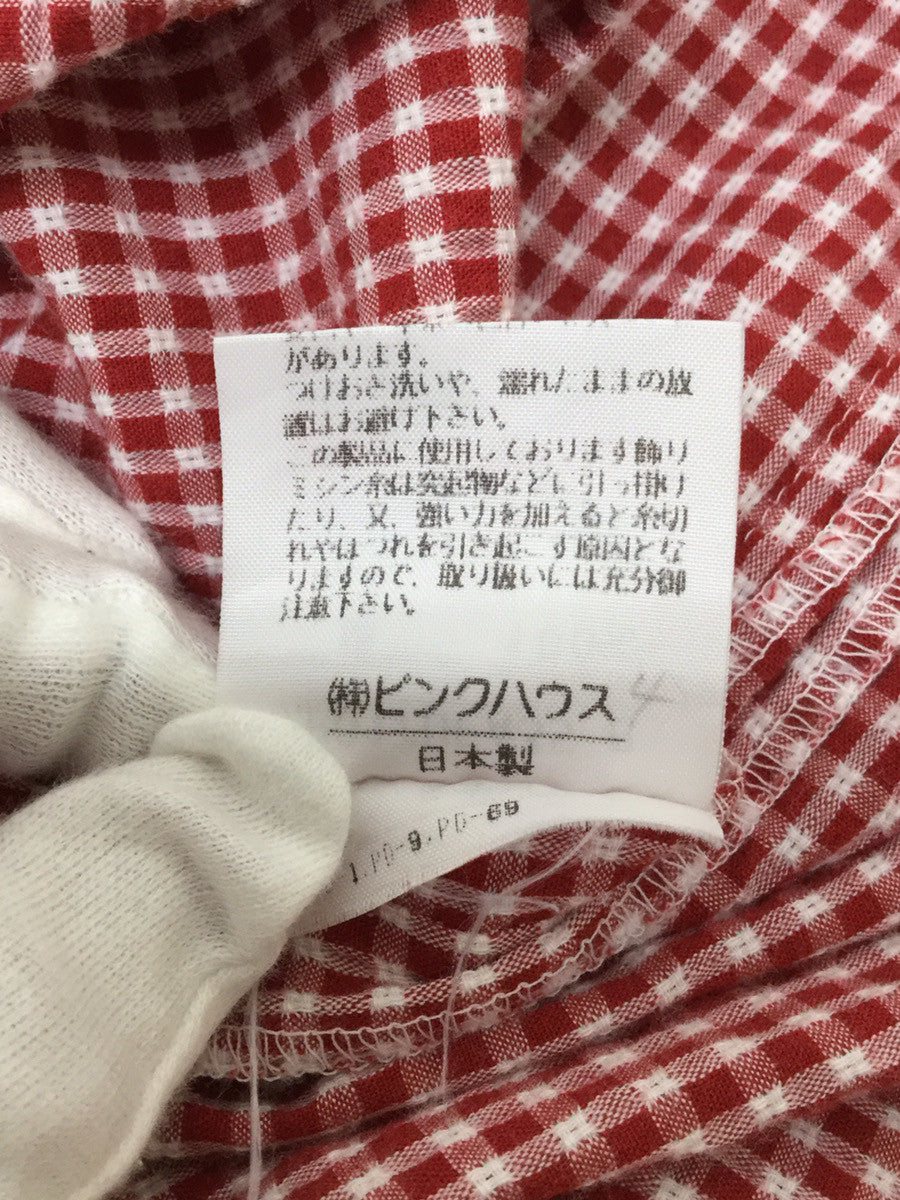 があります。
つけおき洗いや、濡れたままの放
置はお避け下さい。
この製品に使用しております飾り
ミシン糸は突起物などに引っ掛け
たり、又、強い力を加えると糸切
れやほつれを引き起こす原因とな
りますので、取り扱いには充分御
注意下さい。
㈱ピンクハウス 4
日本製
1.PD-9.PD-69